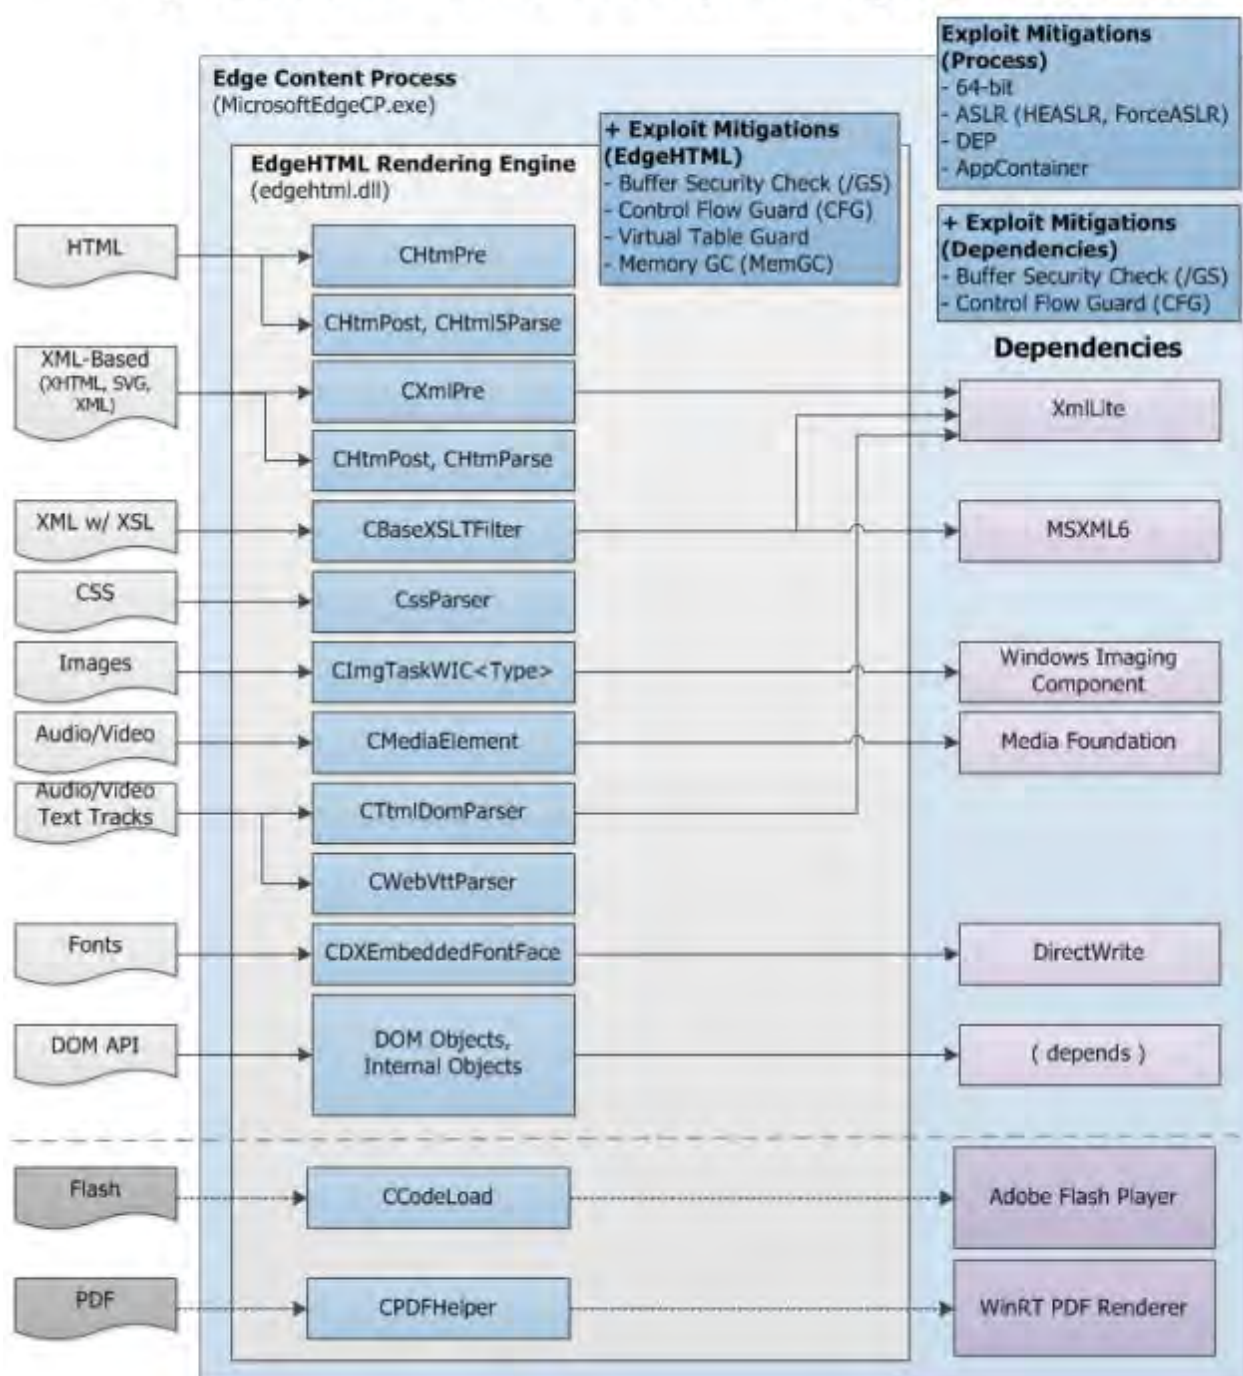 Exploit Mitigations
(Process)
- 64-bit
- ASLR (HEASLR, ForceASLR)
- DEP
- AppContainer
Edge Content Process
(MicrosoftEdgeCP.exe)
+ Exploit Mitigations
(EdgeHTML)
- Buffer Security Check (/GS)
- Control Flow Guard (CFG)
- Virtual Table Guard
- Memory GC (MemGC)
EdgeHTML Rendering Engine
(edgehtml.dll)
+ Exploit Mitigations
(Dependencies)
- Buffer Security Check (/GS)
- Control Flow Guard (CFG)
Dependencies
HTML
CHtmPre
CHtmPost, CHtml5Parse
XML-Based
(XHTML, SVG,
XML)
CXmlPre
XmlLite
CHtmPost, CHtmParse
XML w/ XSL
CBaseXSLTFilter
MSXML6
CSS
CssParser
Images
CImgTaskWIC<Type>
Windows Imaging
Component
Audio/Video
CMediaElement
Media Foundation
Audio/Video
Text Tracks
CTtmlDomParser
CWebVttParser
Fonts
CDXEmbeddedFontFace
DirectWrite
DOM API
DOM Objects,
Internal Objects
( depends )
Flash
CCodeLoad
Adobe Flash Player
PDF
CPDFHelper
WinRT PDF Renderer